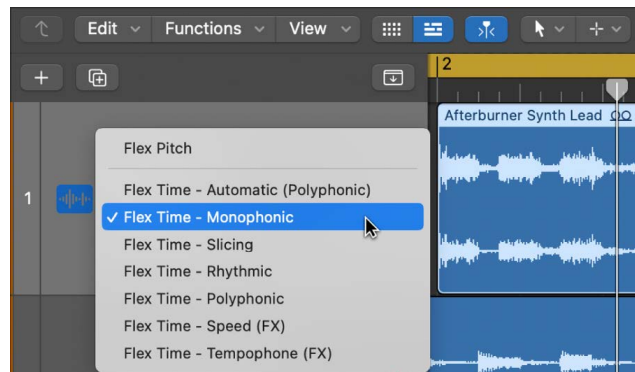 Edit Functions View
2
Afterburner Synth Lead
1
Flex Pitch
Flex Time - Automatic (Polyphonic)
✓ Flex Time - Monophonic
Flex Time - Slicing
Flex Time - Rhythmic
Flex Time - Polyphonic
Flex Time - Speed (FX)
Flex Time - Tempophone (FX)